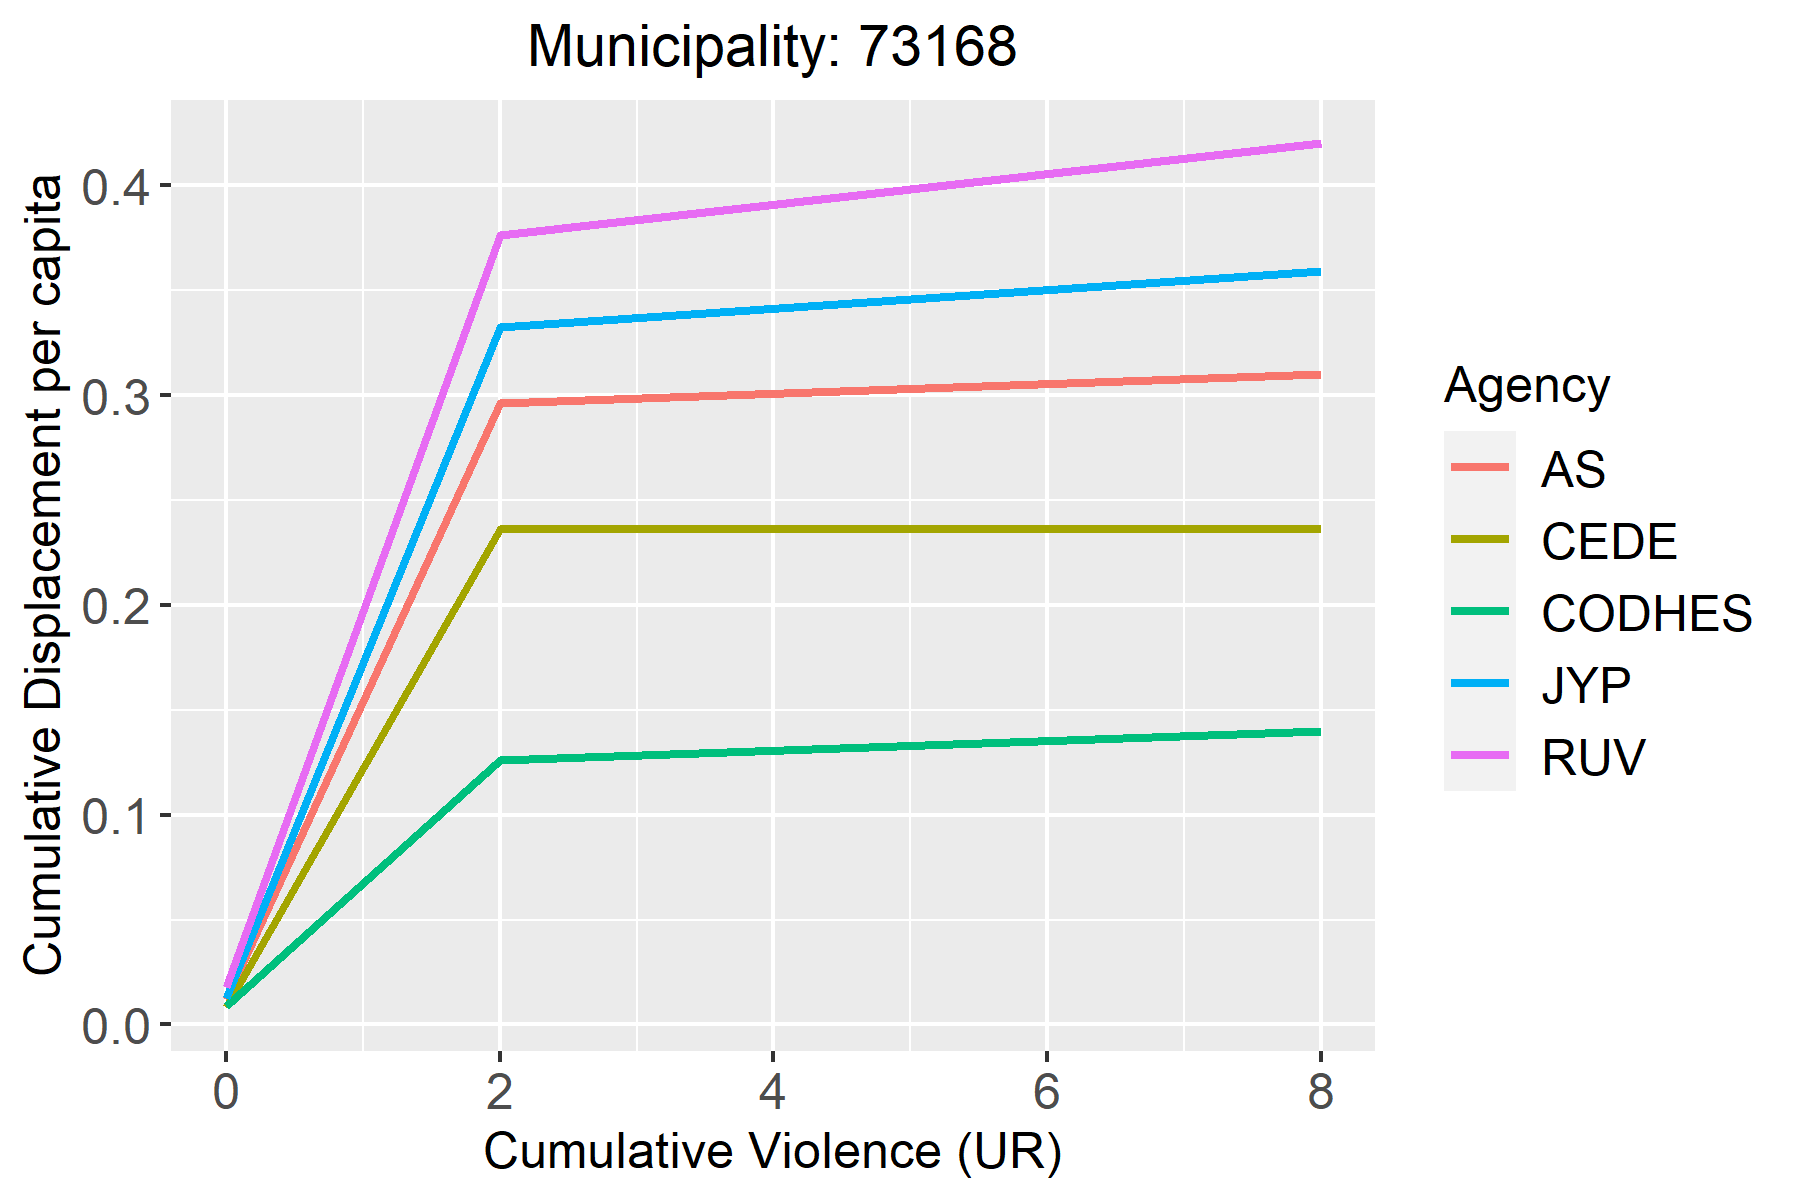 Municipality: 73168
Cumulative Displacement per capita
0.4
0.3
0.2
0.1
0.0
0 2 4 6 8
Cumulative Violence (UR)
Agency
AS
CEDE
CODHES
JYP
RUV